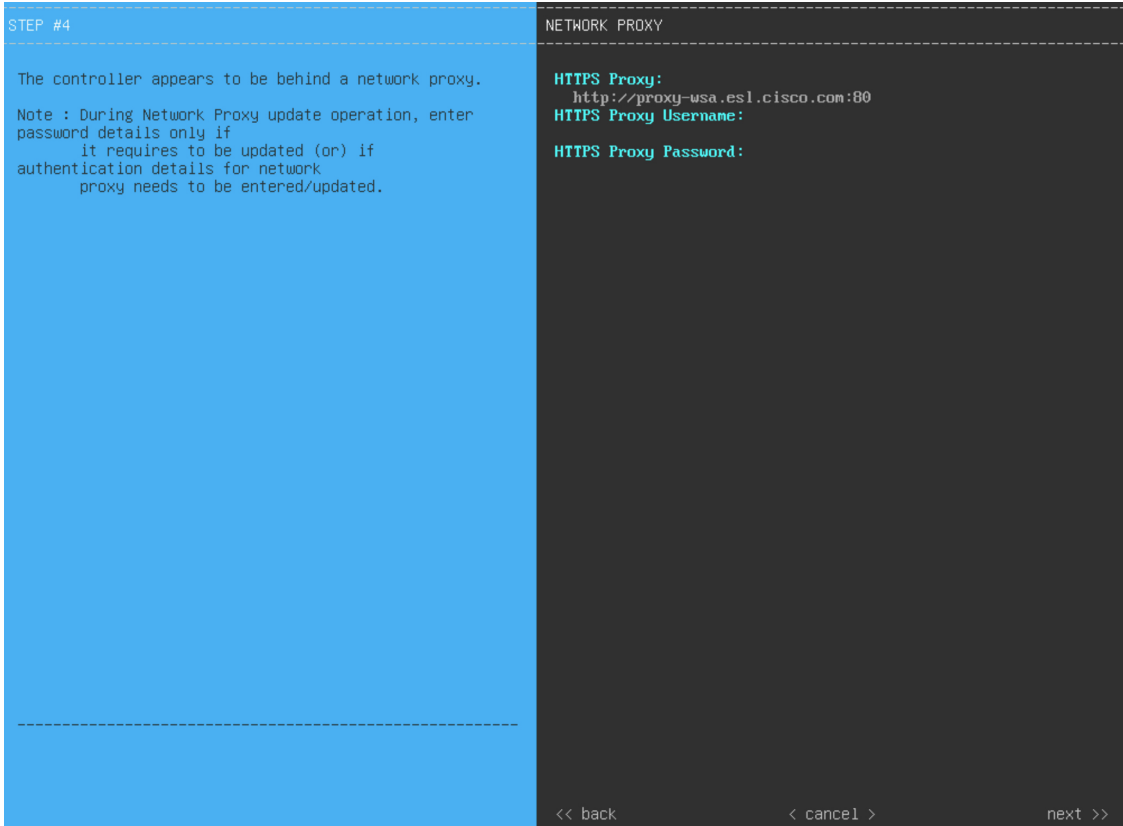 STEP #4
The controller appears to be behind a network proxy.
Note : During Network Proxy update operation, enter
password details only if
it requires to be updated (or) if
authentication details for network
proxy needs to be entered/updated.
NETWORK PROXY
HTTPS Proxy:
http://proxy-wsa.esl.cisco.com:80
HTTPS Proxy Username:
HTTPS Proxy Password:
<< back < cancel > next >>